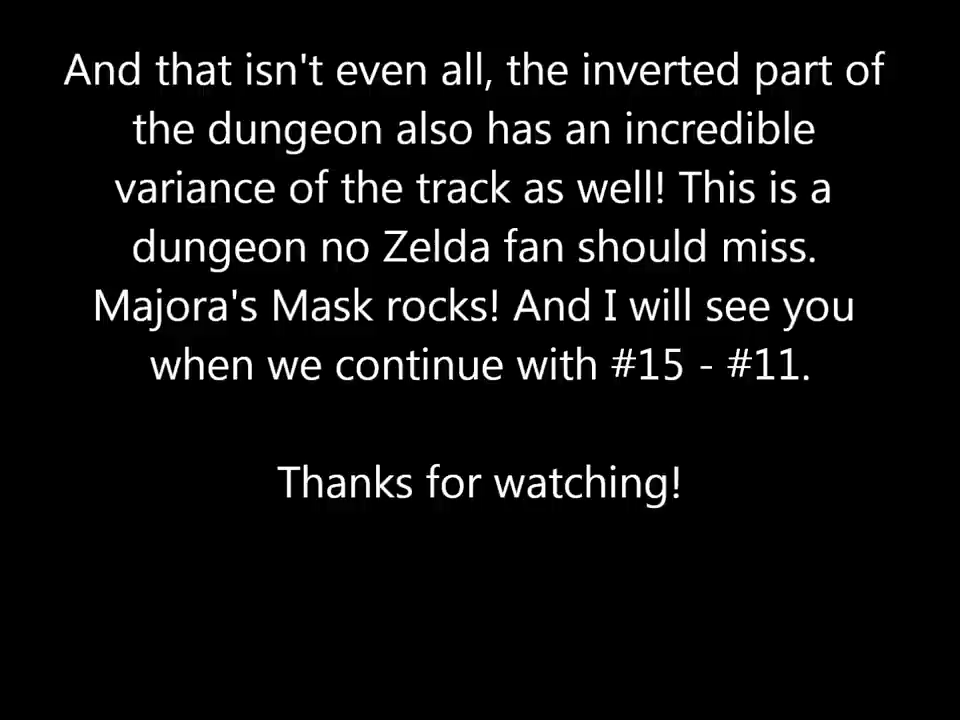 And that isn't even all, the inverted part of
the dungeon also has an incredible
variance of the track as well! This is a
dungeon no Zelda fan should miss.
Majora's Mask rocks! And I will see you
when we continue with #15 - #11.
Thanks for watching!